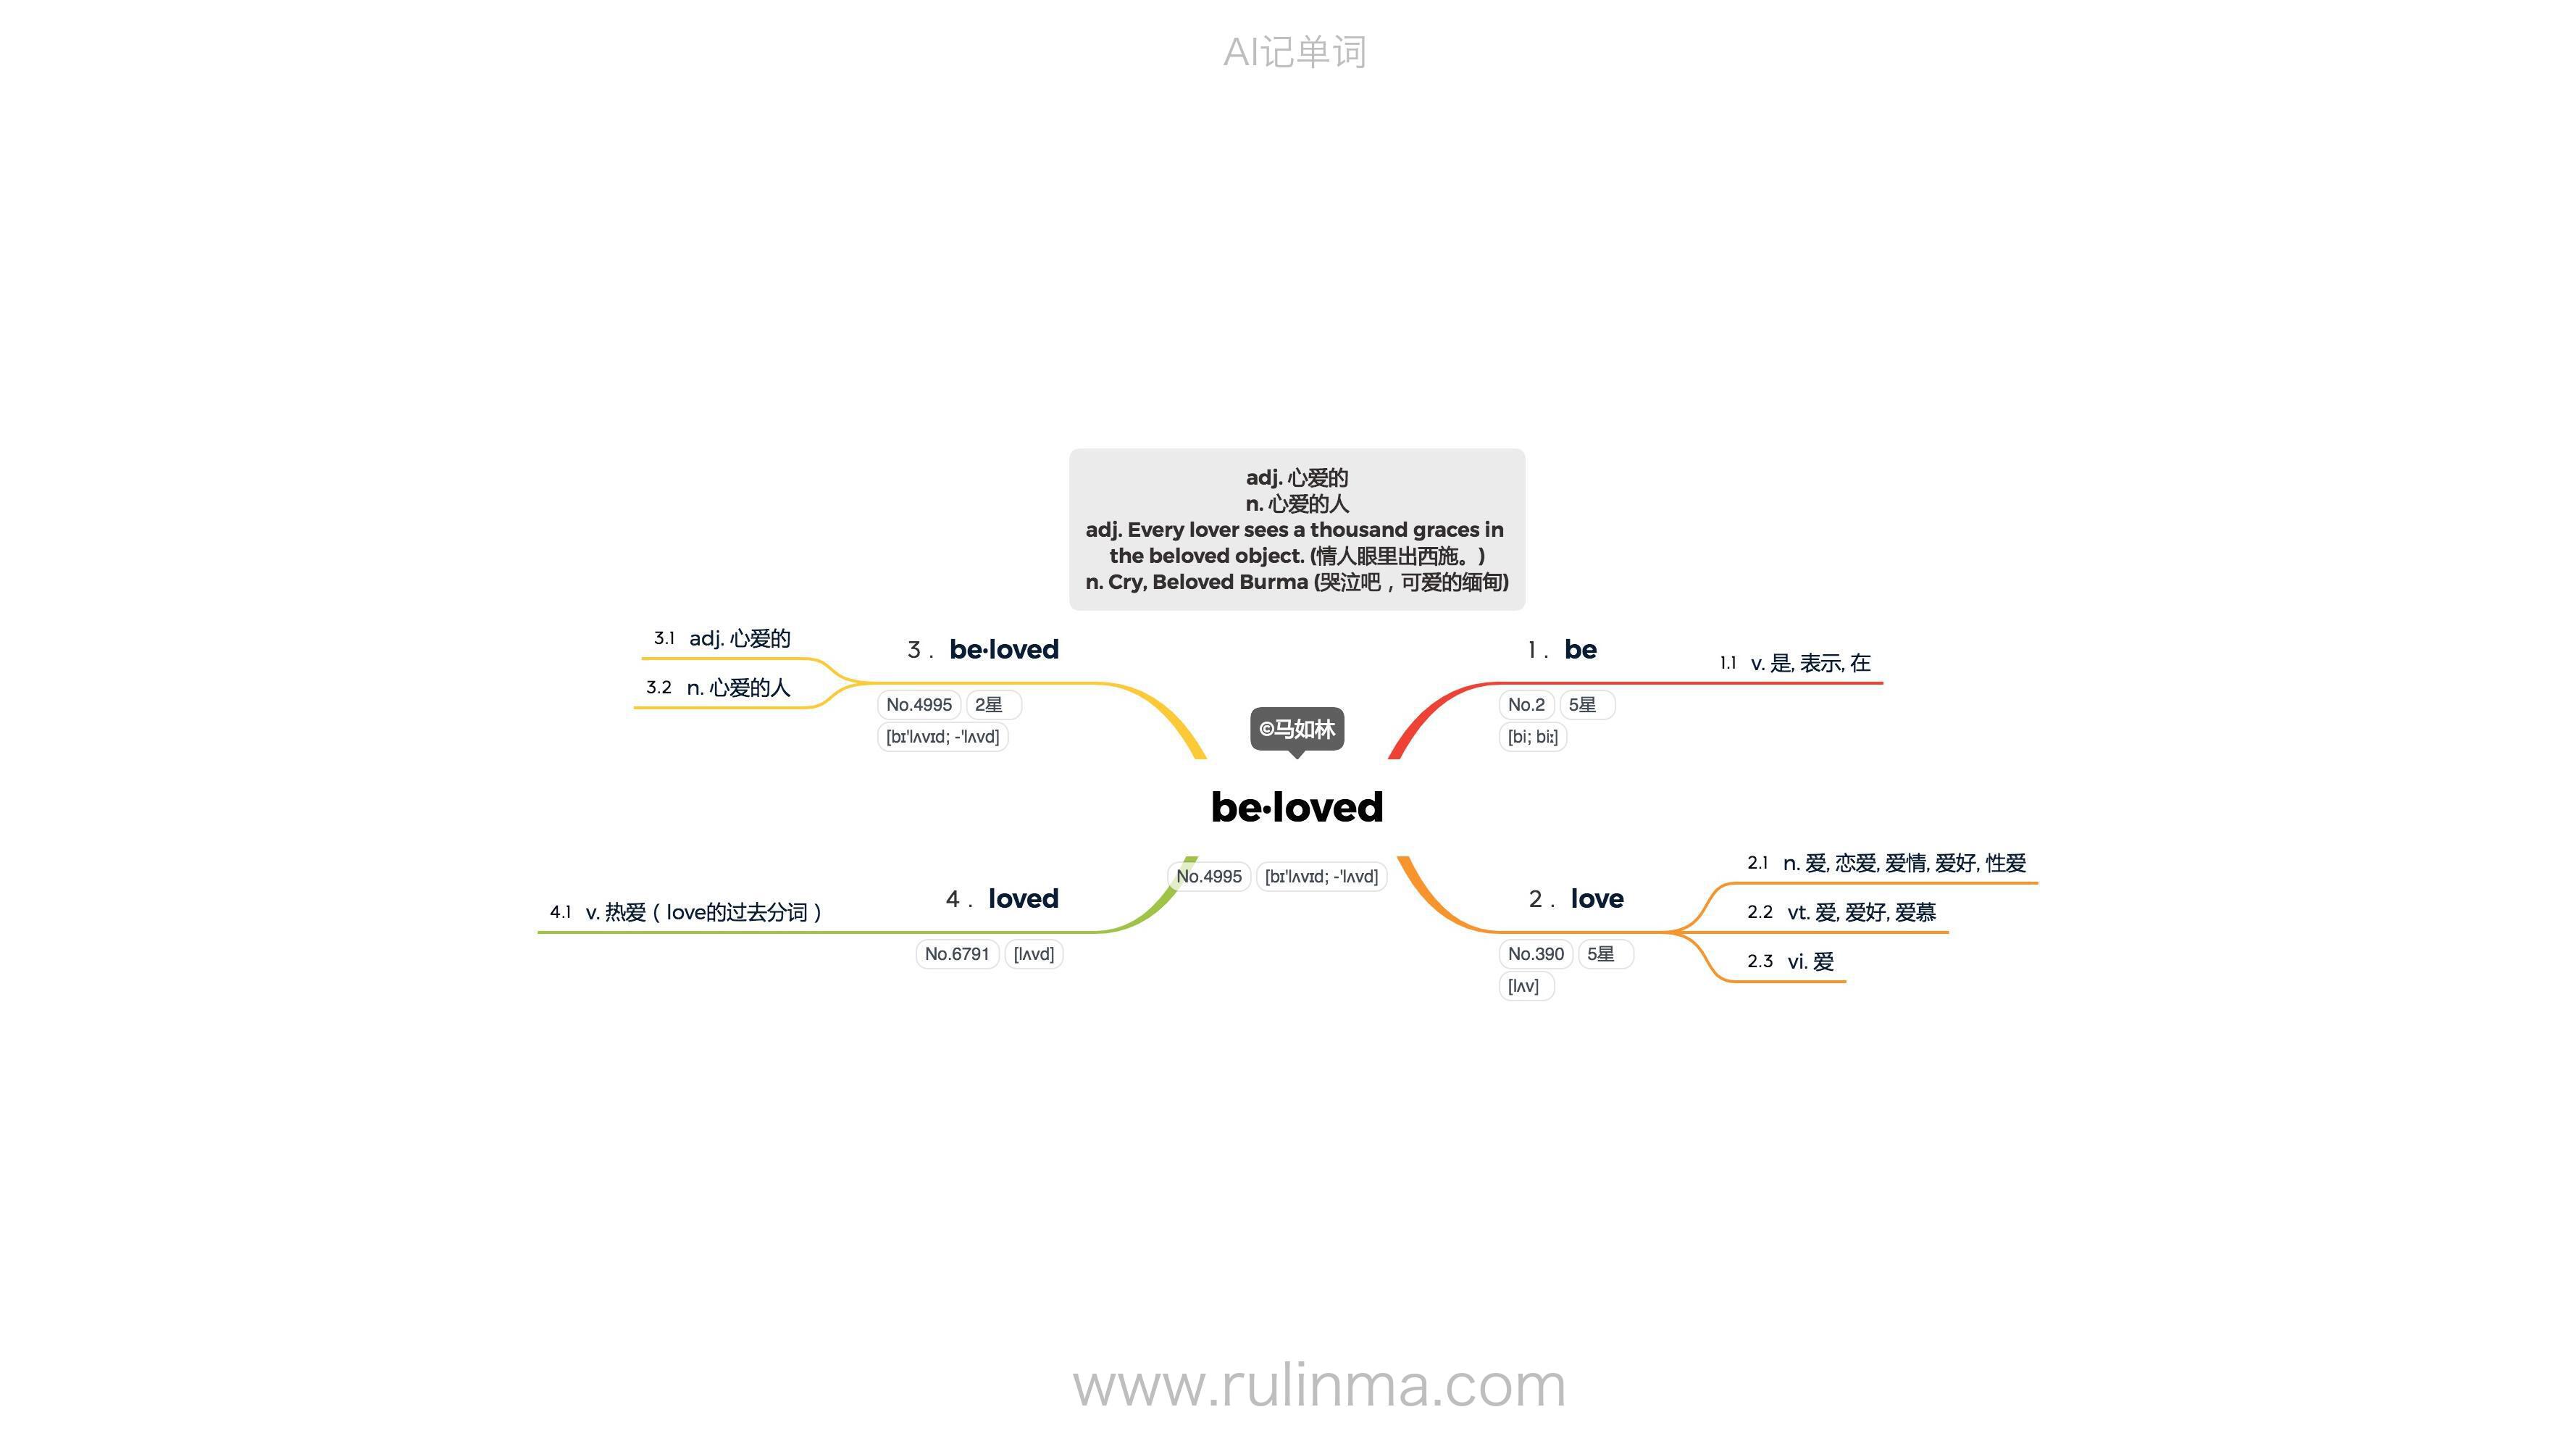 AI记单词
adj. 心爱的
n. 心爱的人
adj. Every lover sees a thousand graces in
the beloved object. (情人眼里出西施。)
n. Cry, Beloved Burma (哭泣吧，可爱的缅甸)
©马如林
be·loved
No.4995 [bɪ'lʌvɪd; -'lʌvd]
1 . be
No.2 5星
[bi; biː]
1.1 v. 是, 表示, 在
2 . love
No.390 5星
[lʌv]
2.1 n. 爱, 恋爱, 爱情, 爱好, 性爱
2.2 vt. 爱, 爱好, 爱慕
2.3 vi. 爱
3 . be·loved
No.4995 2星
[bɪ'lʌvɪd; -'lʌvd]
3.1 adj. 心爱的
3.2 n. 心爱的人
4 . loved
No.6791 [lʌvd]
4.1 v. 热爱（love的过去分词）
www.rulinma.com